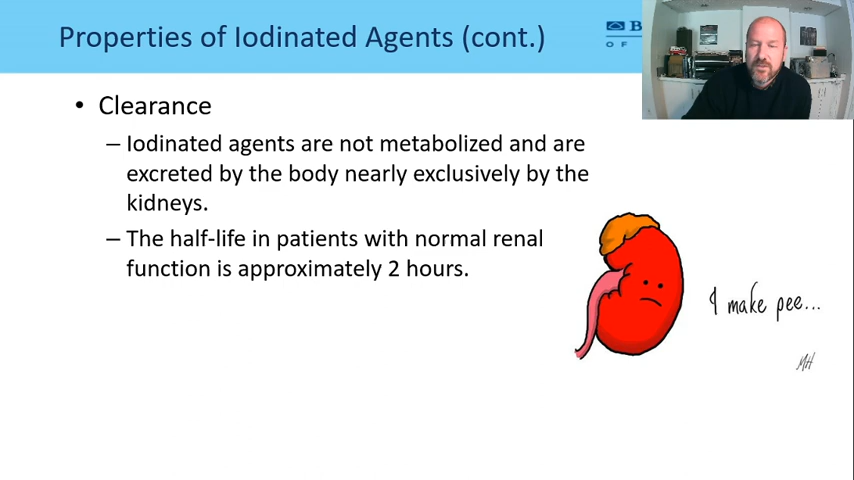 Properties of Iodinated Agents (cont.)
B
O F
• Clearance
– Iodinated agents are not metabolized and are
excreted by the body nearly exclusively by the
kidneys.
– The half-life in patients with normal renal
function is approximately 2 hours.
I make pee...
MH